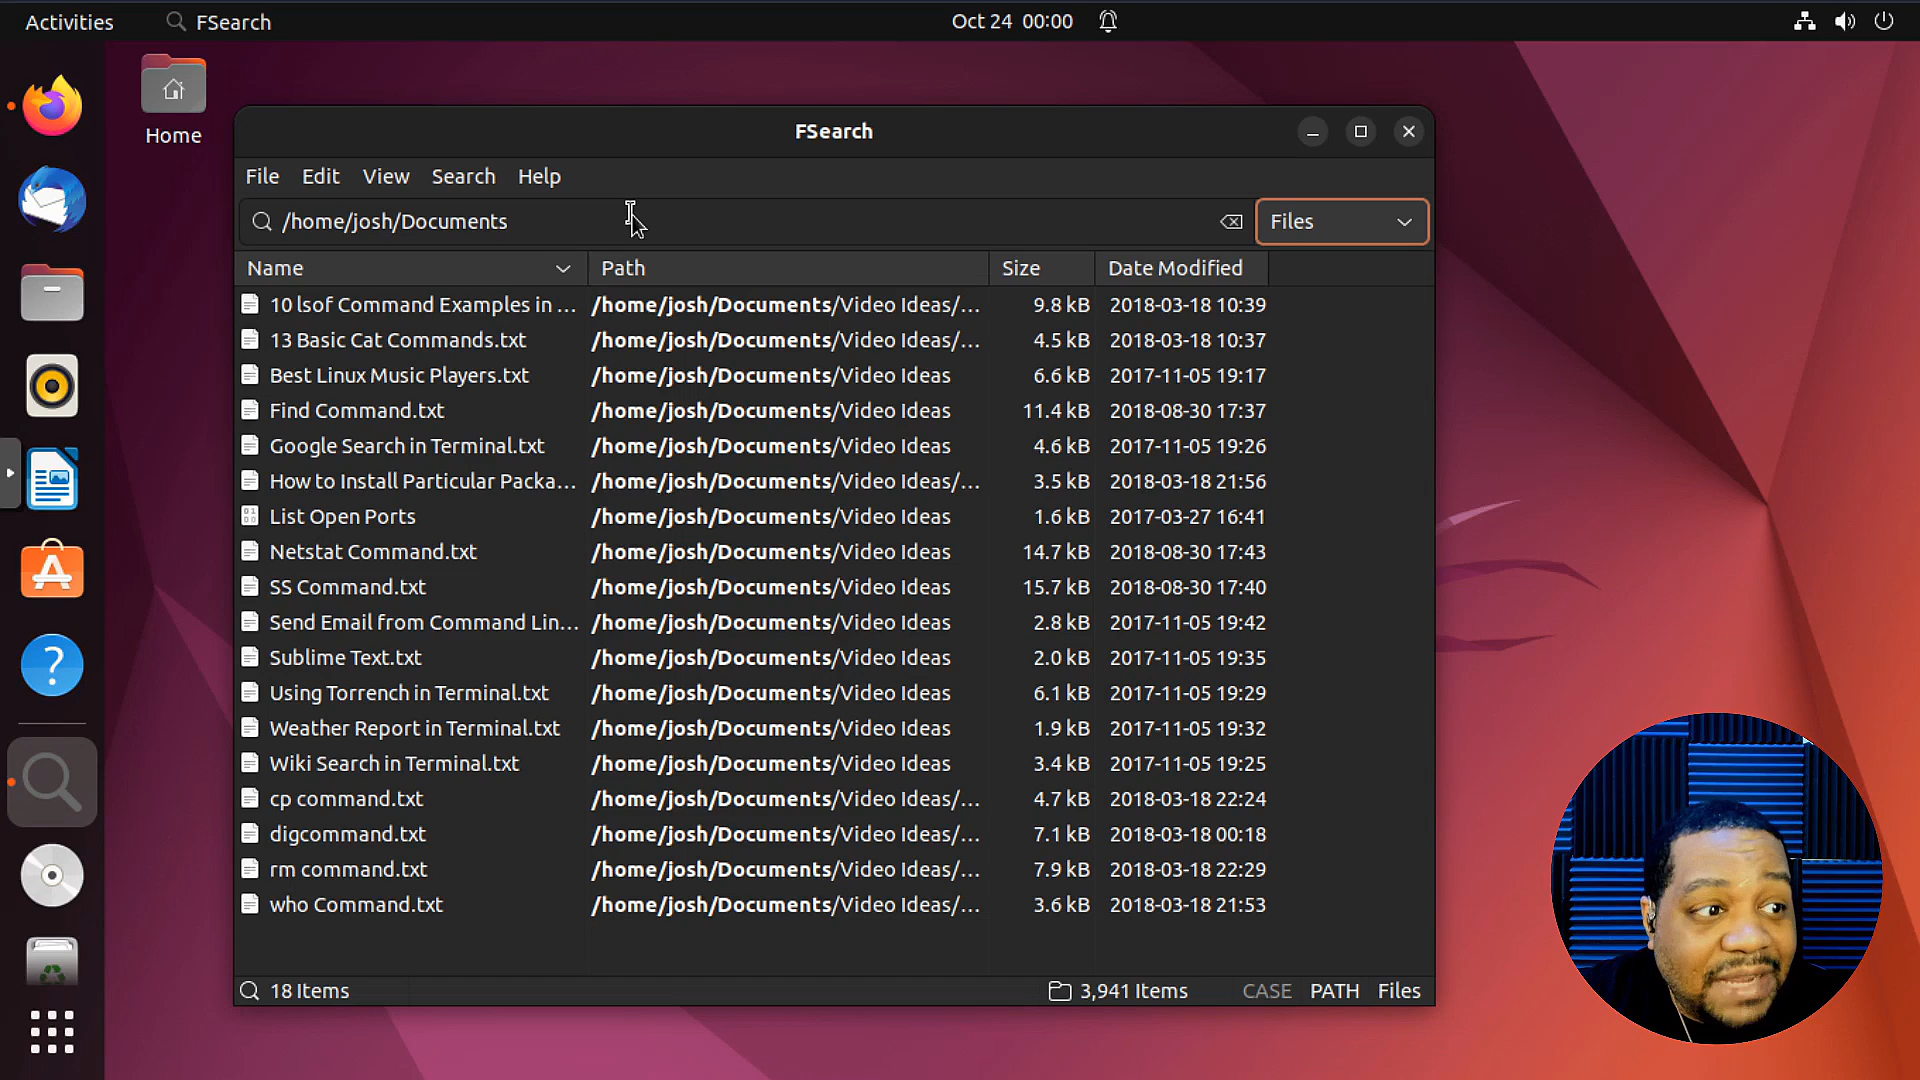 Activities FSearch Oct 24 00:00
Home
FSearch
File Edit View Search Help
/home/josh/Documents Files
Name Path Size Date Modified
10 lsof Command Examples in ... /home/josh/Documents/Video Ideas/... 9.8 kB 2018-03-18 10:39
13 Basic Cat Commands.txt /home/josh/Documents/Video Ideas/... 4.5 kB 2018-03-18 10:37
Best Linux Music Players.txt /home/josh/Documents/Video Ideas 6.6 kB 2017-11-05 19:17
Find Command.txt /home/josh/Documents/Video Ideas 11.4 kB 2018-08-30 17:37
Google Search in Terminal.txt /home/josh/Documents/Video Ideas 4.6 kB 2017-11-05 19:26
How to Install Particular Packa... /home/josh/Documents/Video Ideas/... 3.5 kB 2018-03-18 21:56
List Open Ports /home/josh/Documents/Video Ideas 1.6 kB 2017-03-27 16:41
Netstat Command.txt /home/josh/Documents/Video Ideas 14.7 kB 2018-08-30 17:43
SS Command.txt /home/josh/Documents/Video Ideas 15.7 kB 2018-08-30 17:40
Send Email from Command Lin... /home/josh/Documents/Video Ideas 2.8 kB 2017-11-05 19:42
Sublime Text.txt /home/josh/Documents/Video Ideas 2.0 kB 2017-11-05 19:35
Using Torrench in Terminal.txt /home/josh/Documents/Video Ideas 6.1 kB 2017-11-05 19:29
Weather Report in Terminal.txt /home/josh/Documents/Video Ideas 1.9 kB 2017-11-05 19:32
Wiki Search in Terminal.txt /home/josh/Documents/Video Ideas 3.4 kB 2017-11-05 19:25
cp command.txt /home/josh/Documents/Video Ideas/... 4.7 kB 2018-03-18 22:24
digcommand.txt /home/josh/Documents/Video Ideas/... 7.1 kB 2018-03-18 00:18
rm command.txt /home/josh/Documents/Video Ideas/... 7.9 kB 2018-03-18 22:29
who Command.txt /home/josh/Documents/Video Ideas/... 3.6 kB 2018-03-18 21:53
18 Items 3,941 Items CASE PATH Files